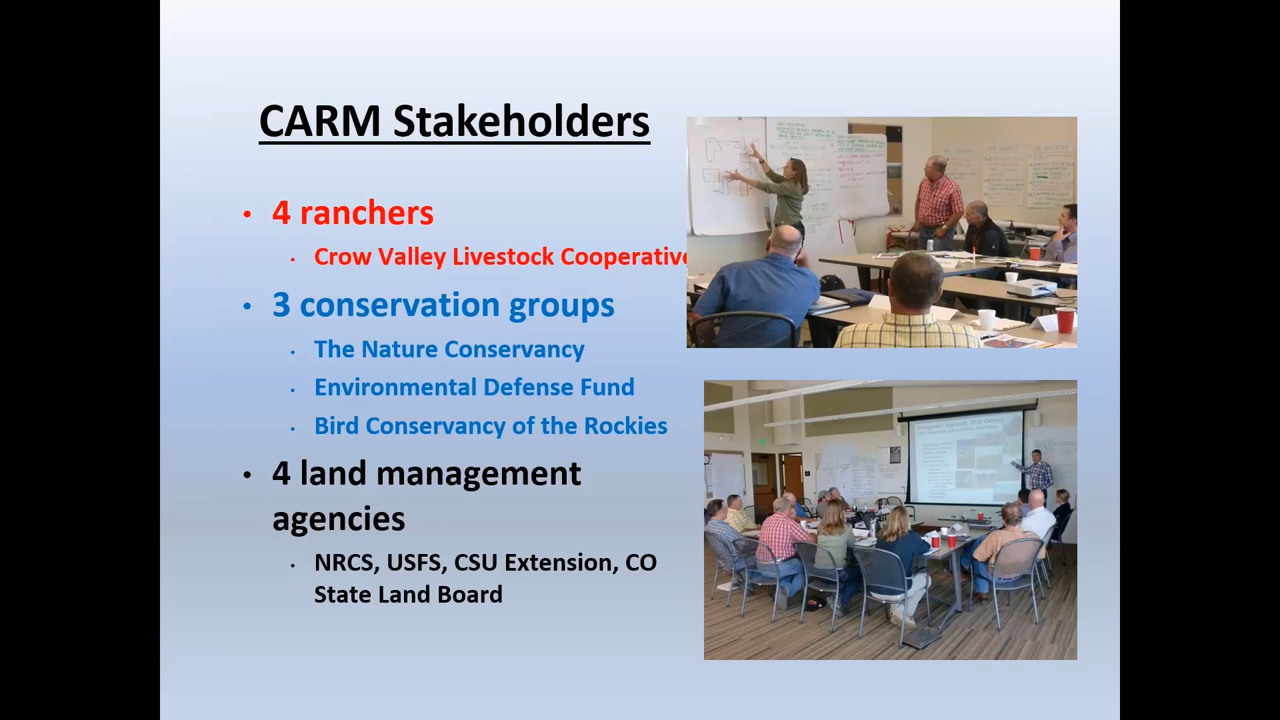 CARM Stakeholders
• 4 ranchers
• Crow Valley Livestock Cooperative
• 3 conservation groups
• The Nature Conservancy
• Environmental Defense Fund
• Bird Conservancy of the Rockies
• 4 land management
agencies
• NRCS, USFS, CSU Extension, CO
State Land Board